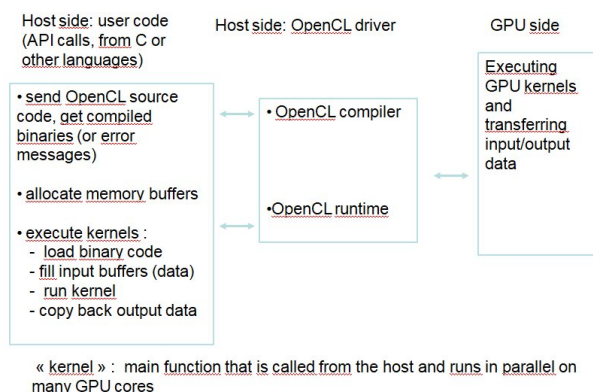 Host side: user code
(API calls, from C or
other languages)
Host side: OpenCL driver
GPU side
• send OpenCL source
code, get compiled
binaries (or error
messages)
• allocate memory buffers
• execute kernels :
- load binary code
- fill input buffers (data)
- run kernel
- copy back output data
• OpenCL compiler
•OpenCL runtime
Executing
GPU kernels
and
transferring
input/output
data
« kernel » : main function that is called from the host and runs in parallel on
many GPU cores